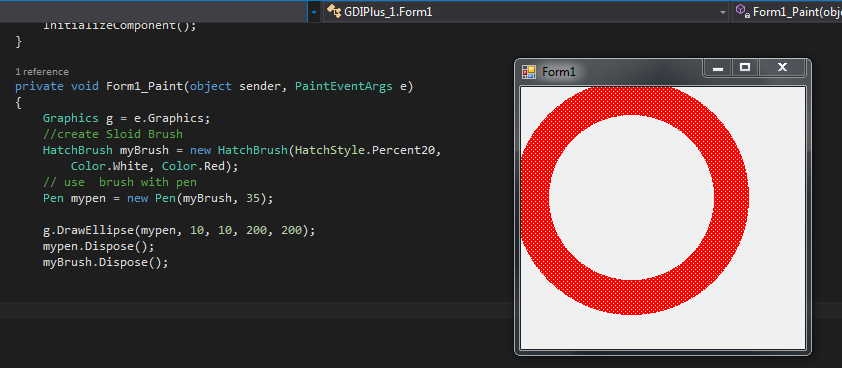 GDIPlus_1.Form1
Form1_Paint(obje
InitializeComponent();
}
1 reference
private void Form1_Paint(object sender, PaintEventArgs e)
{
Graphics g = e.Graphics;
//create Sloid Brush
HatchBrush myBrush = new HatchBrush(HatchStyle.Percent20,
Color.White, Color.Red);
// use  brush with pen
Pen mypen = new Pen(myBrush, 35);
g.DrawEllipse(mypen, 10, 10, 200, 200);
mypen.Dispose();
myBrush.Dispose();
Form1